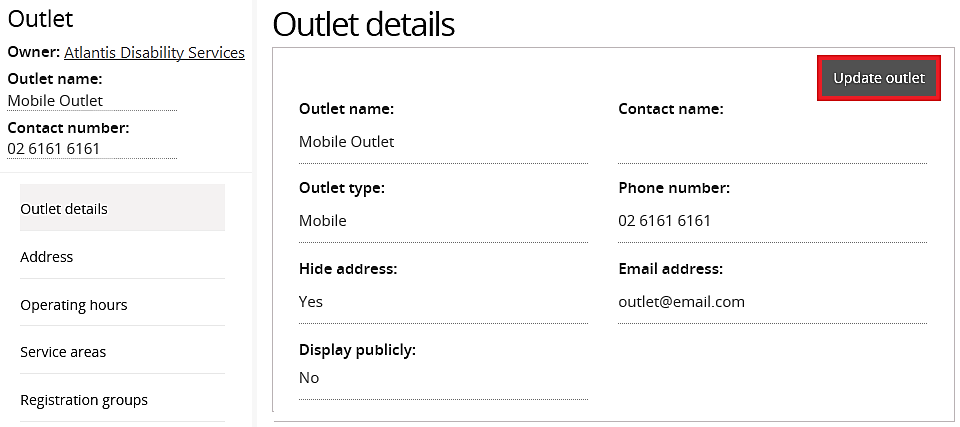 Outlet
Owner: Atlantis Disability Services
Outlet name:
Mobile Outlet
Contact number:
02 6161 6161
Outlet details
Address
Operating hours
Service areas
Registration groups
Outlet details
Update outlet
Outlet name:
Mobile Outlet
Contact name:
Outlet type:
Mobile
Phone number:
02 6161 6161
Hide address:
Yes
Email address:
outlet@email.com
Display publicly:
No